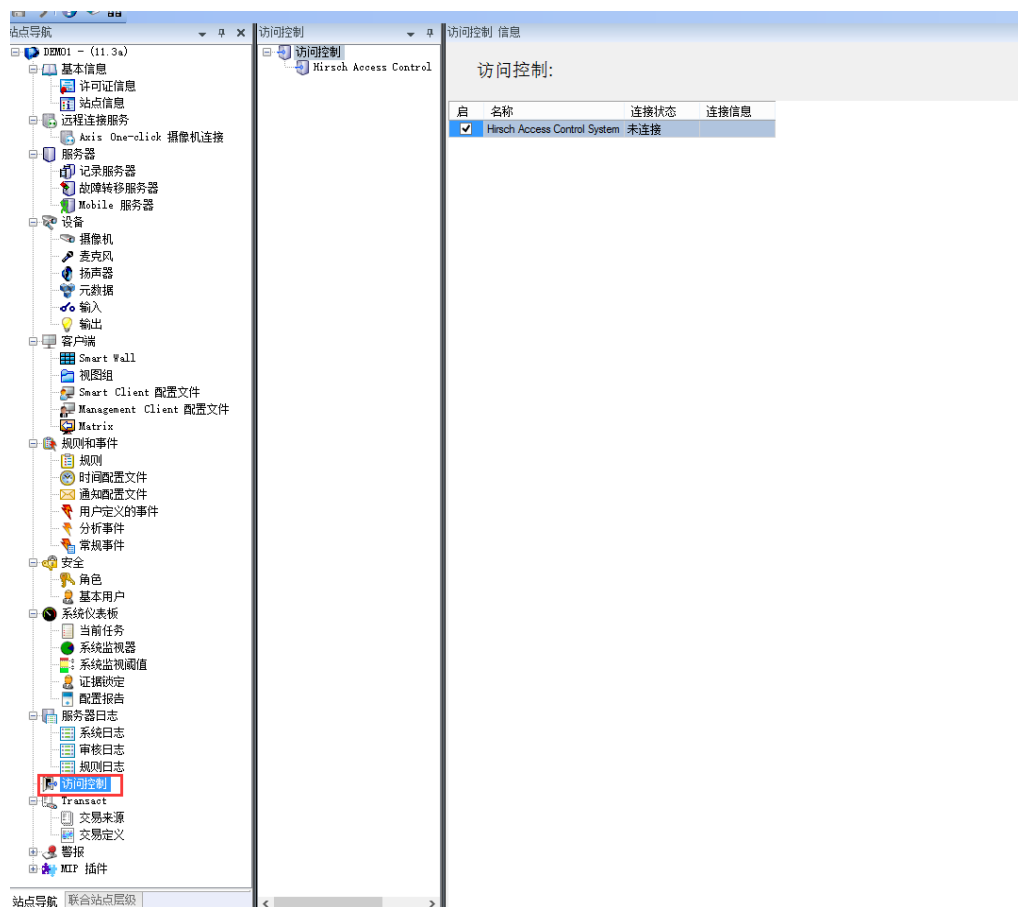 站点导航
DEMO1 - (11.3a)
基本信息
许可证信息
站点信息
远程连接服务
Axis One-click 摄像机连接
服务器
记录服务器
故障转移服务器
Mobile 服务器
设备
摄像机
麦克风
扬声器
元数据
输入
输出
客户端
Smart Wall
视图组
Smart Client 配置文件
Management Client 配置文件
Matrix
规则和事件
规则
时间配置文件
通知配置文件
用户定义的事件
分析事件
常规事件
安全
角色
基本用户
系统仪表板
当前任务
系统监视器
系统监视阈值
证据锁定
配置报告
服务器日志
系统日志
审核日志
规则日志
访问控制
Transact
交易来源
交易定义
警报
MIP 插件
站点导航 联合站点层级
访问控制
访问控制
Hirsch Access Control
访问控制 信息
访问控制:
启 名称 连接状态 连接信息
Hirsch Access Control System 未连接